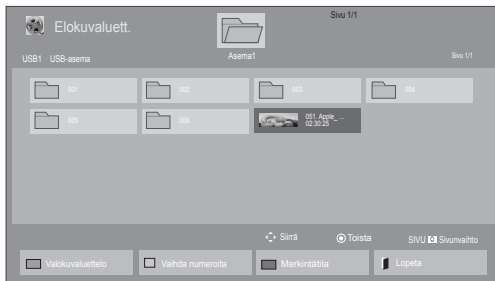 Sivu 1/1
Elokuvaluett.
USB1 USB-asema
Asema1
Sivu 1/1
001 002 003 004
005 006 051. Apple_ ...
02:30:25
Siirrä Toista SIVU Sivunvaihto
Valokuvaluettelo Vaihda numeroita Merkintätila Lopeta